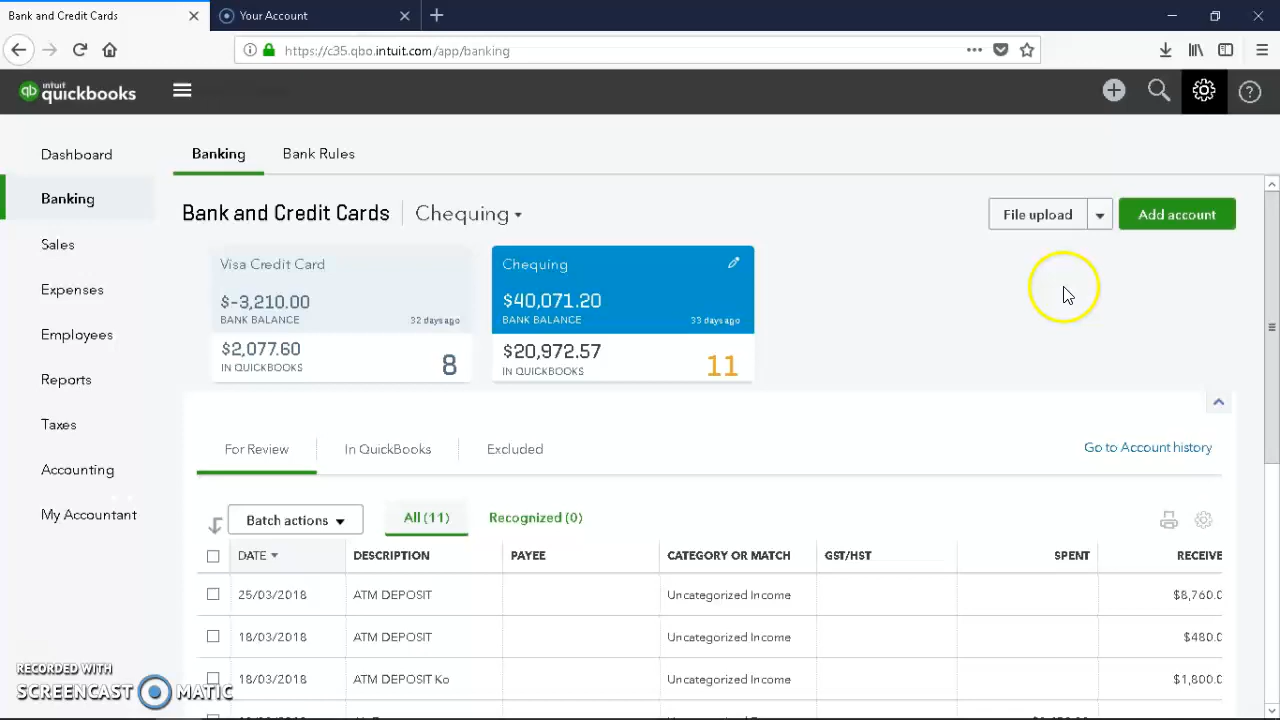 Bank and Credit Cards
Your Account
https://c35.qbo.intuit.com/app/banking
qb intuit quickbooks
Dashboard
Banking
Sales
Expenses
Employees
Reports
Taxes
Accounting
My Accountant
Banking Bank Rules
Bank and Credit Cards Chequing
File upload Add account
Visa Credit Card
$-3,210.00
BANK BALANCE 32 days ago
$2,077.60
IN QUICKBOOKS 8
Chequing
$40,071.20
BANK BALANCE 33 days ago
$20,972.57
IN QUICKBOOKS 11
For Review In QuickBooks Excluded Go to Account history
Batch actions All (11) Recognized (0)
DATE DESCRIPTION PAYEE CATEGORY OR MATCH GST/HST SPENT RECEIVE
25/03/2018 ATM DEPOSIT Uncategorized Income $8,760.0
18/03/2018 ATM DEPOSIT Uncategorized Income $480.0
18/03/2018 ATM DEPOSIT Ko Uncategorized Income $1,800.0
RECORDED WITH
SCREENCAST MATIC